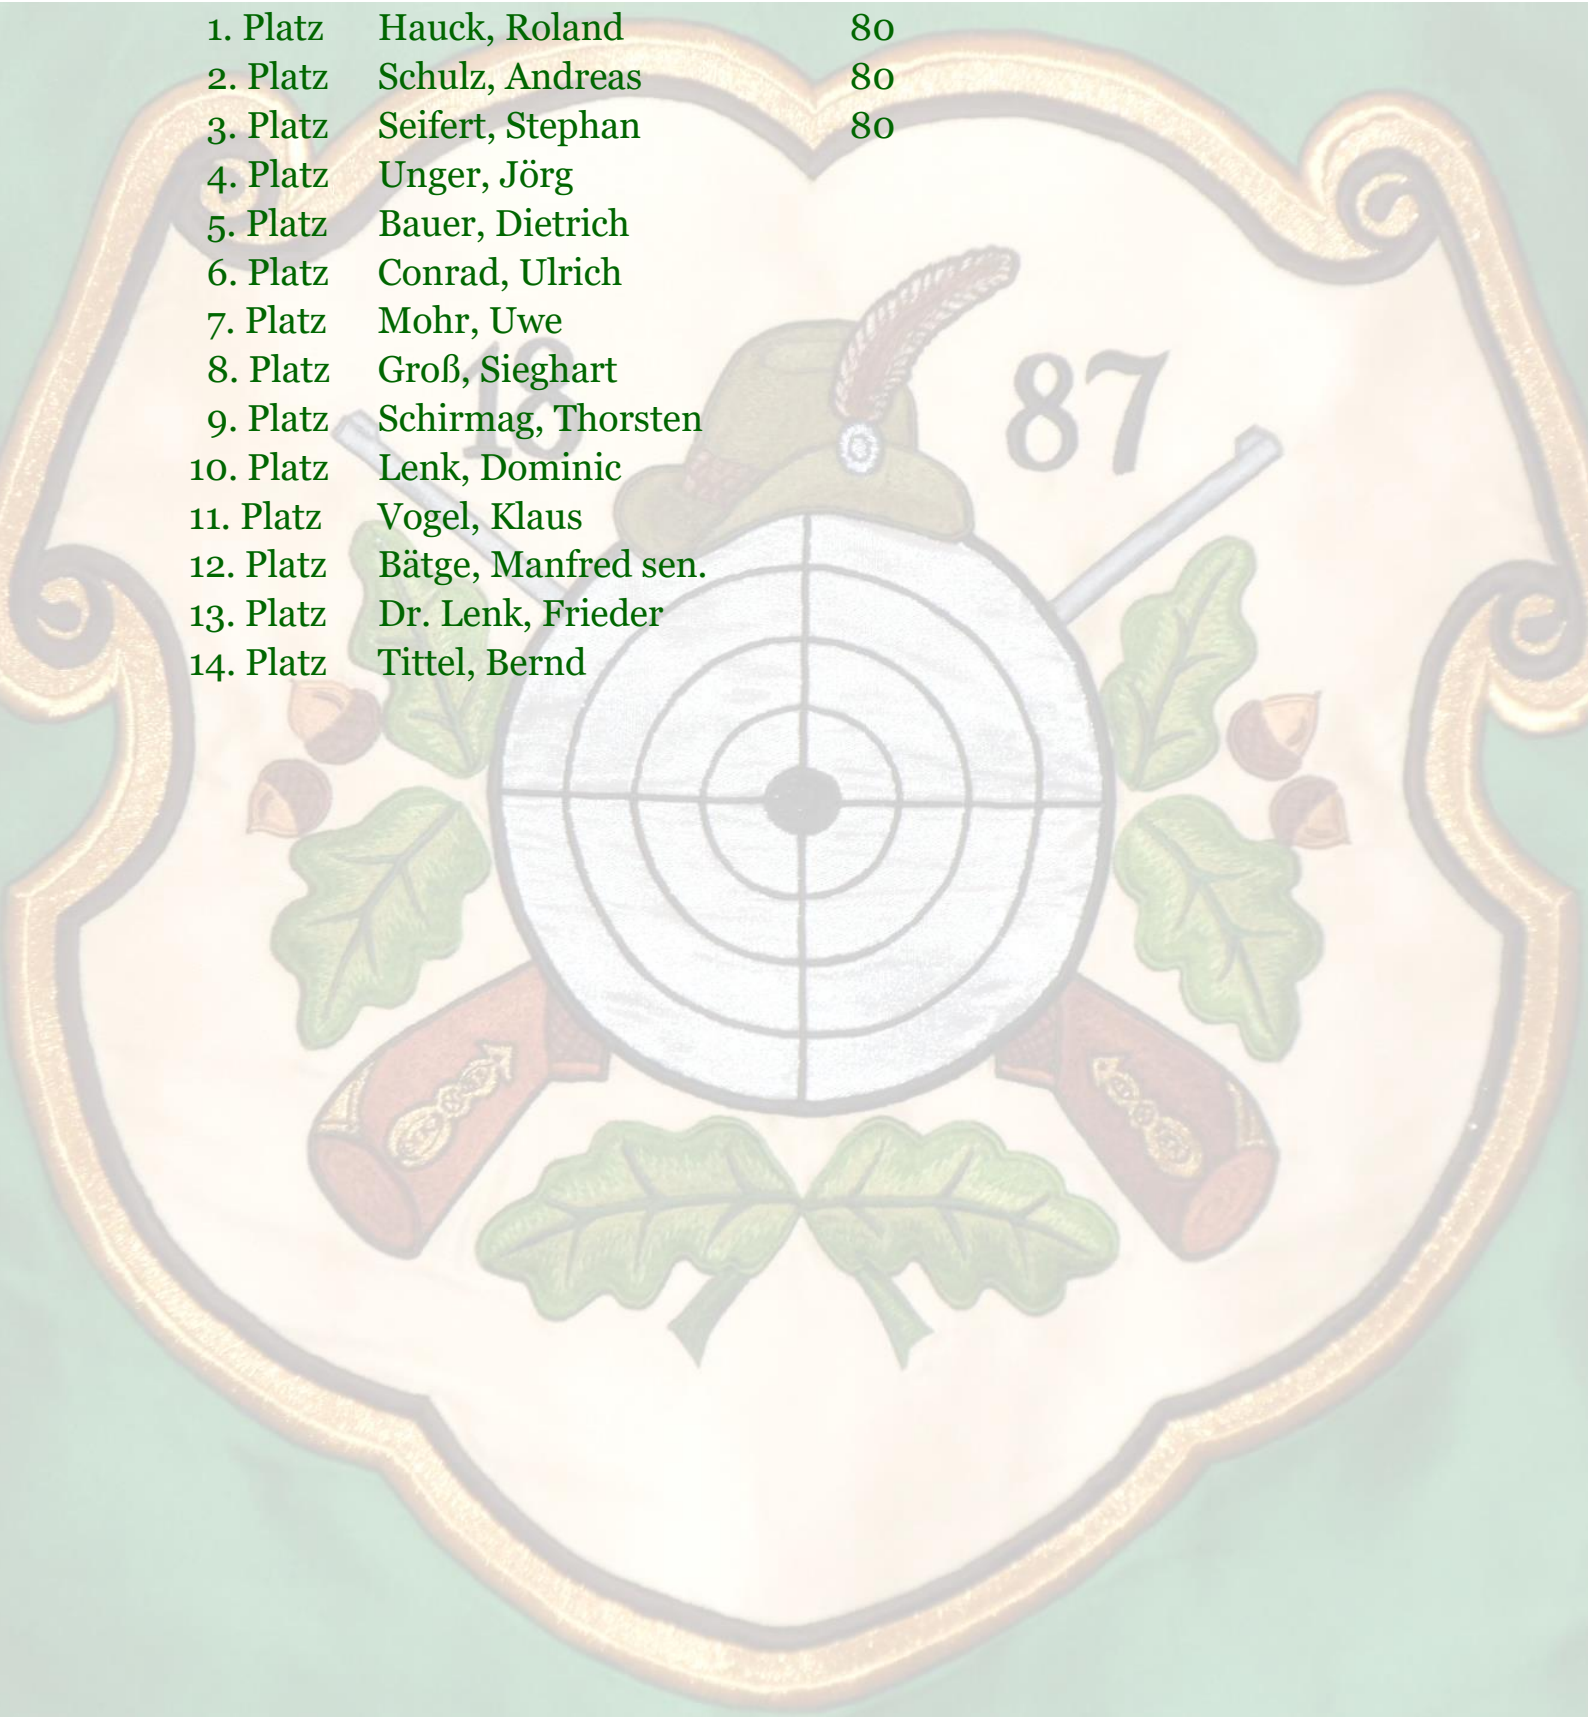 1. Platz Hauck, Roland 80
2. Platz Schulz, Andreas 80
3. Platz Seifert, Stephan 80
4. Platz Unger, Jörg
5. Platz Bauer, Dietrich
6. Platz Conrad, Ulrich
7. Platz Mohr, Uwe
8. Platz Groß, Sieghart
9. Platz Schirmag, Thorsten
10. Platz Lenk, Dominic
11. Platz Vogel, Klaus
12. Platz Bätge, Manfred sen.
13. Platz Dr. Lenk, Frieder
14. Platz Tittel, Bernd
18 87